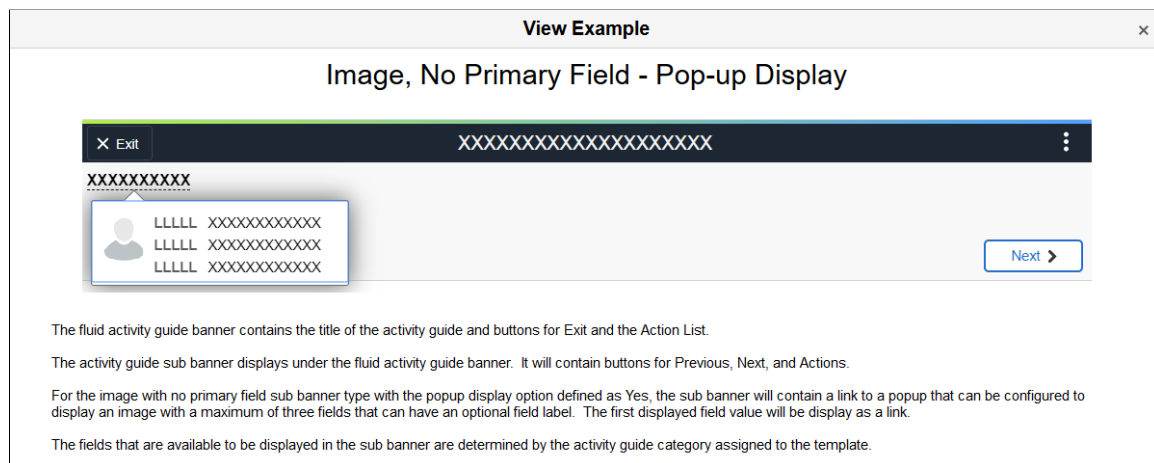 View Example
×
Image, No Primary Field - Pop-up Display
Exit
XXXXXXXXXXXXXXXXXXXX
XXXXXXXXXX
LLLLL XXXXXXXXXXXX
LLLLL XXXXXXXXXXXX
LLLLL XXXXXXXXXXXX
Next
The fluid activity guide banner contains the title of the activity guide and buttons for Exit and the Action List.
The activity guide sub banner displays under the fluid activity guide banner. It will contain buttons for Previous, Next, and Actions.
For the image with no primary field sub banner type with the popup display option defined as Yes, the sub banner will contain a link to a popup that can be configured to
display an image with a maximum of three fields that can have an optional field label. The first displayed field value will be display as a link.
The fields that are available to be displayed in the sub banner are determined by the activity guide category assigned to the template.